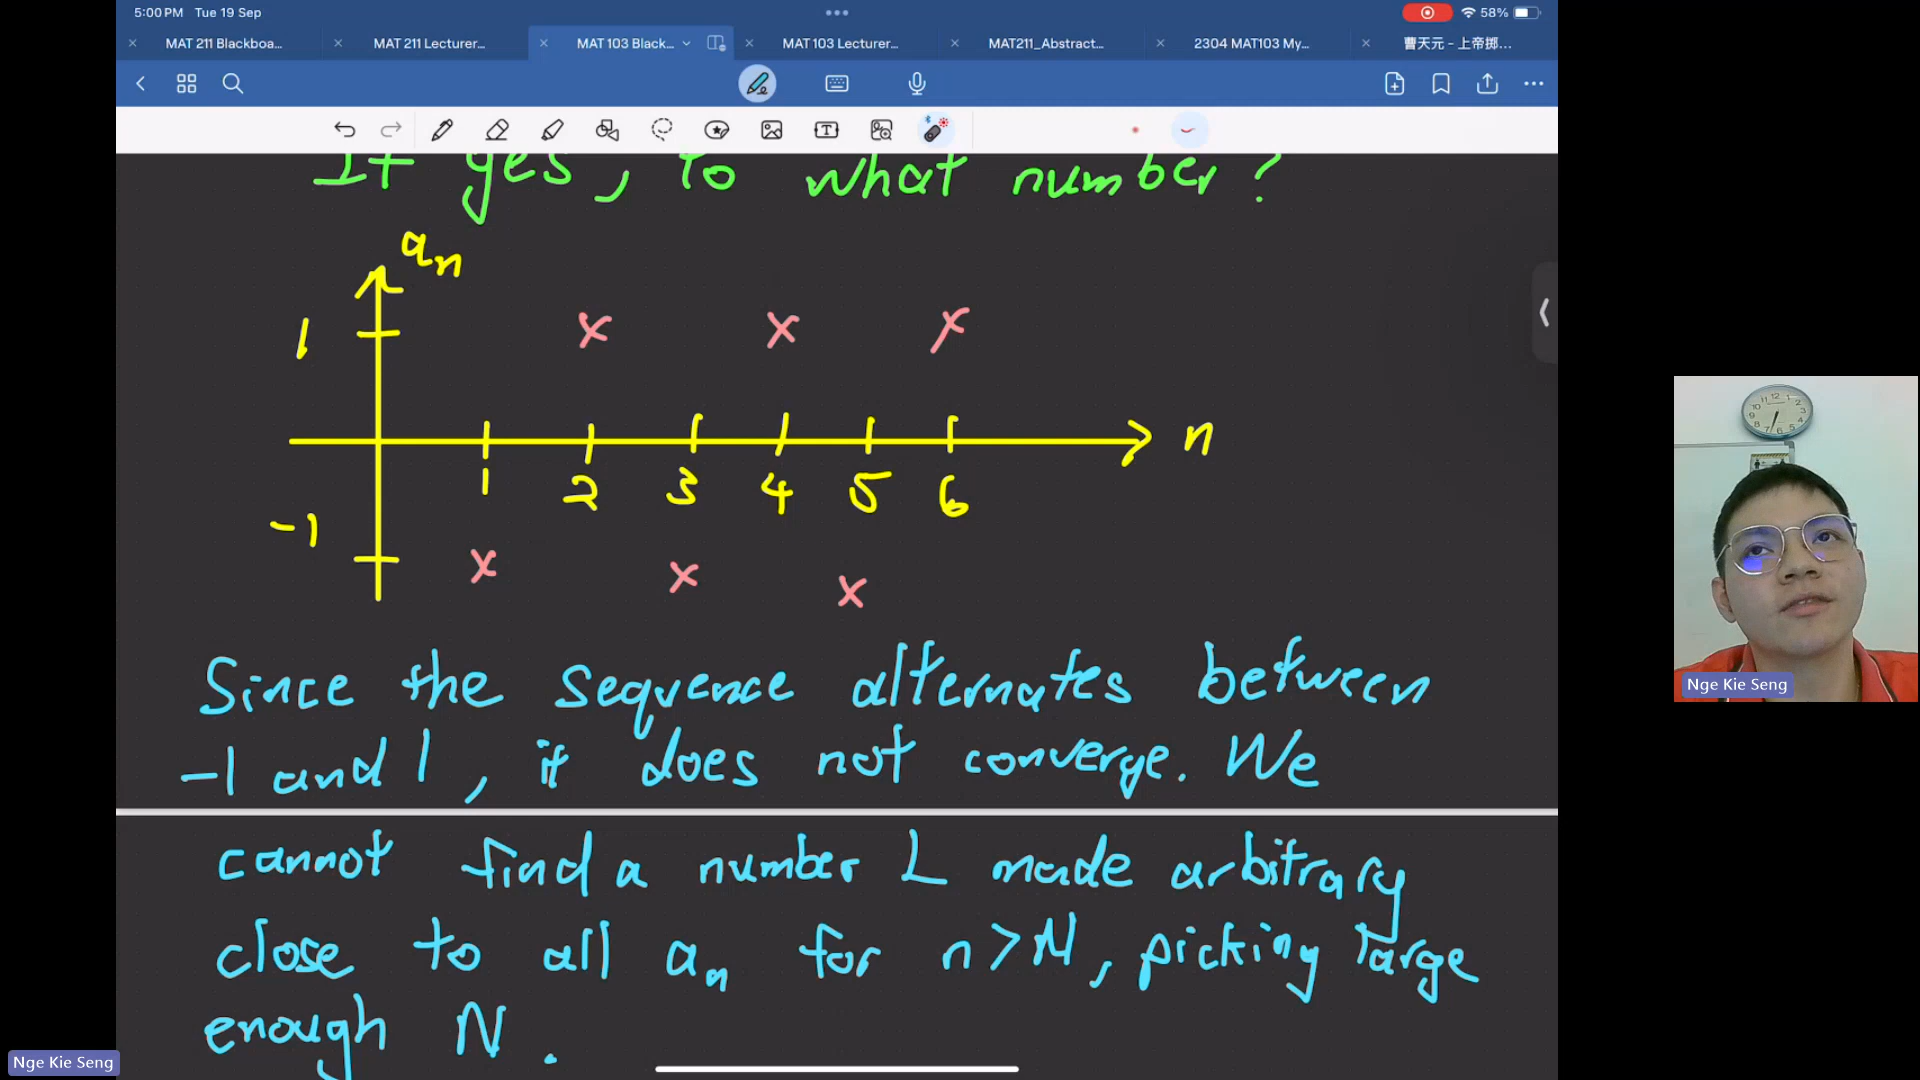 5:00 PM Tue 19 Sep
58%
MAT 211 Blackboa...
MAT 211 Lecturer...
MAT 103 Black...
MAT 103 Lecturer...
MAT211_Abstract...
2304 MAT103 My...
曹天元 - 上帝掷...
If yes, to what number?
an
1
n
1 2 3 4 5 6
-1
Since the sequence alternates between
-1 and 1, it does not converge. We
cannot find a number L made arbitrary
close to all an for n>N, picking large
enough N.
Nge Kie Seng
Nge Kie Seng